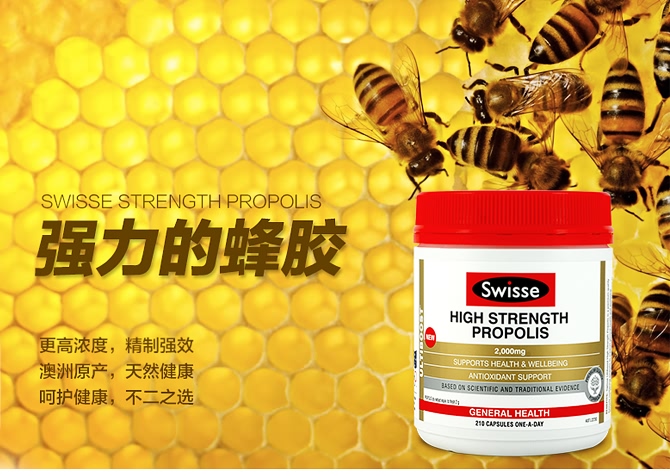 SWISSE STRENGTH PROPOLIS
强力的蜂胶
更高浓度，精制强效
澳洲原产，天然健康
呵护健康，不二之选
Swisse
HIGH STRENGTH
PROPOLIS
NEW
ULTIBOOST
2,000mg
SUPPORTS HEALTH & WELLBEING
ANTIOXIDANT SUPPORT
BASED ON SCIENTIFIC AND TRADITIONAL EVIDENCE
GENERAL HEALTH
210 CAPSULES ONE-A-DAY